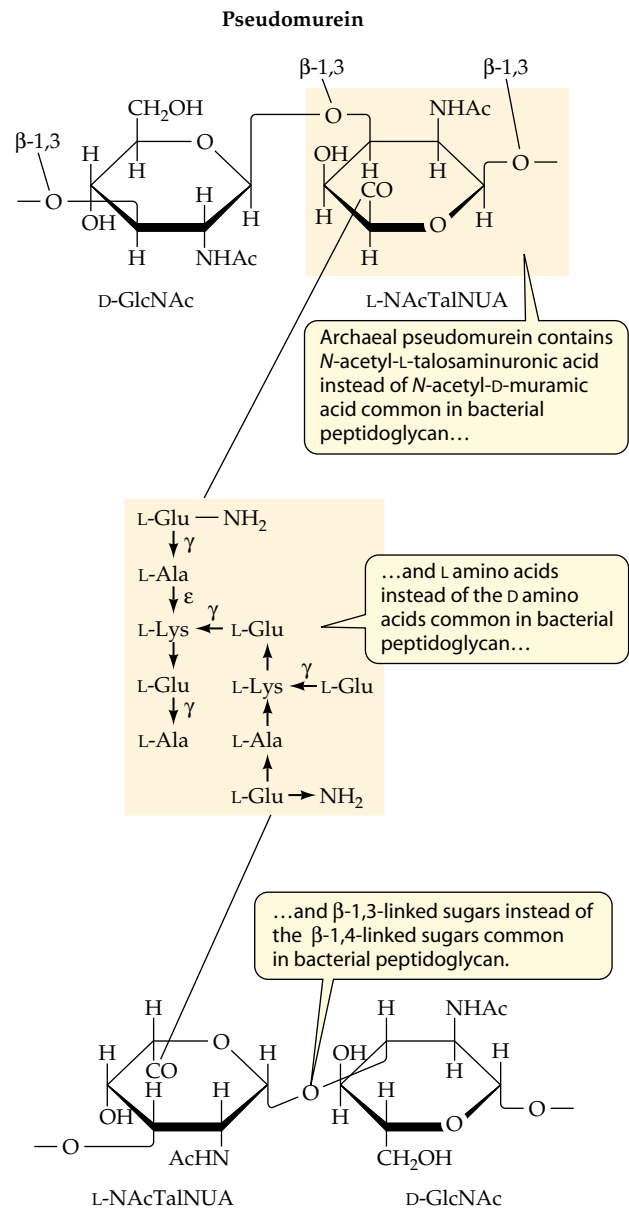 Pseudomurein
β-1,3
β-1,3
CH₂OH
NHAc
β-1,3
O
O
H
OH
H
H
H
CO
H
O
O
OH
H
H
H
H
O
H
H
NHAc
H
D-GlcNAc
L-NAcTalNUA
Archaeal pseudomurein contains
N-acetyl-L-talosaminuronic acid
instead of N-acetyl-D-muramic
acid common in bacterial
peptidoglycan…
L-Glu — NH₂
γ
L-Ala
ε
γ
L-Lys
L-Glu
L-Glu
L-Lys
γ
L-Glu
γ
L-Ala
L-Ala
L-Glu
NH₂
…and L amino acids
instead of the D amino
acids common in bacterial
peptidoglycan…
…and β-1,3-linked sugars instead of
the β-1,4-linked sugars common
in bacterial peptidoglycan.
H
H
NHAc
H
O
H
OH
H
CO
H
H
H
H
OH
O
H
O
O
O
AcHN
CH₂OH
L-NAcTalNUA
D-GlcNAc